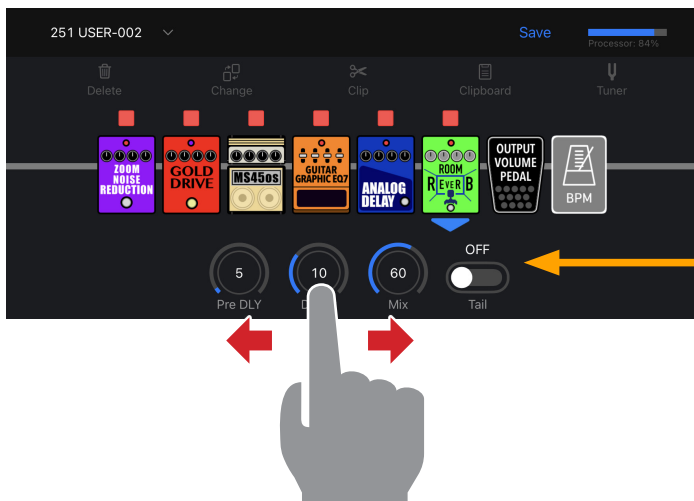 251 USER-002
Save
Processor: 84%
Delete
Change
Clip
Clipboard
Tuner
ZOOM
NOISE
REDUCTION
GOLD
DRIVE
MS45os
GUITAR
GRAPHIC EQ7
ANALOG
DELAY
ROOM
REVERB
OUTPUT
VOLUME
PEDAL
BPM
OFF
5
10
60
Pre DLY
D
Mix
Tail